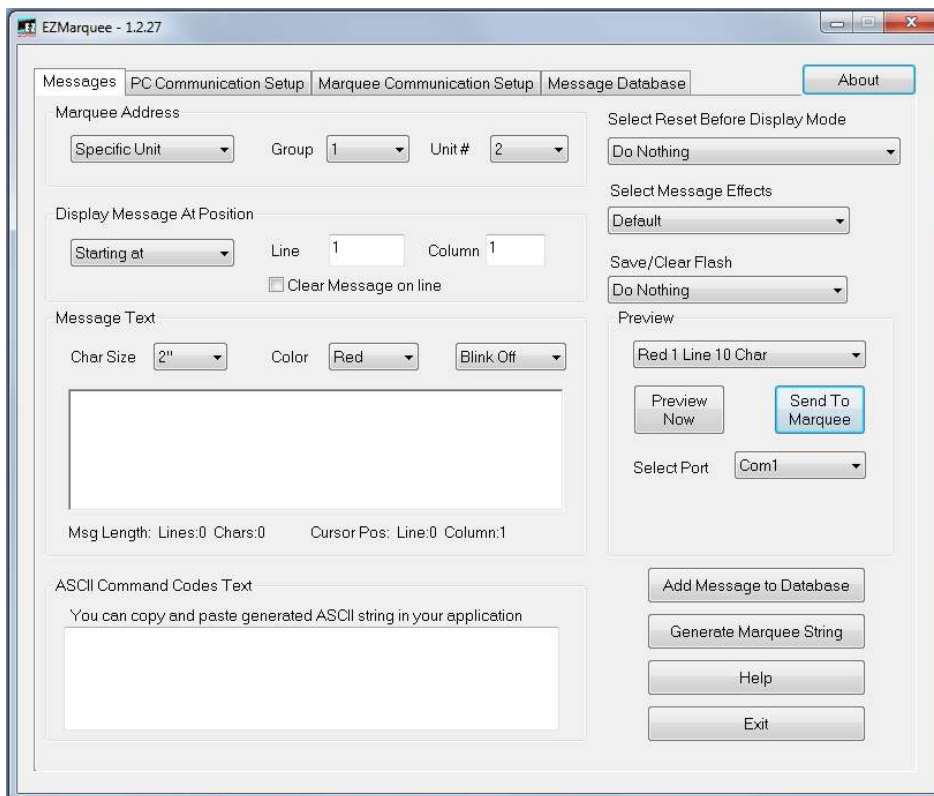 EZMarquee - 1.2.27
Messages
PC Communication Setup
Marquee Communication Setup
Message Database
About
Marquee Address
Specific Unit
Group
1
Unit #
2
Select Reset Before Display Mode
Do Nothing
Select Message Effects
Default
Display Message At Position
Starting at
Line
1
Column
1
Clear Message on line
Save/Clear Flash
Do Nothing
Message Text
Char Size
2"
Color
Red
Blink Off
Msg Length: Lines:0 Chars:0
Cursor Pos: Line:0 Column:1
Preview
Red 1 Line 10 Char
Preview
Now
Send To
Marquee
Select Port
Com1
ASCII Command Codes Text
You can copy and paste generated ASCII string in your application
Add Message to Database
Generate Marquee String
Help
Exit